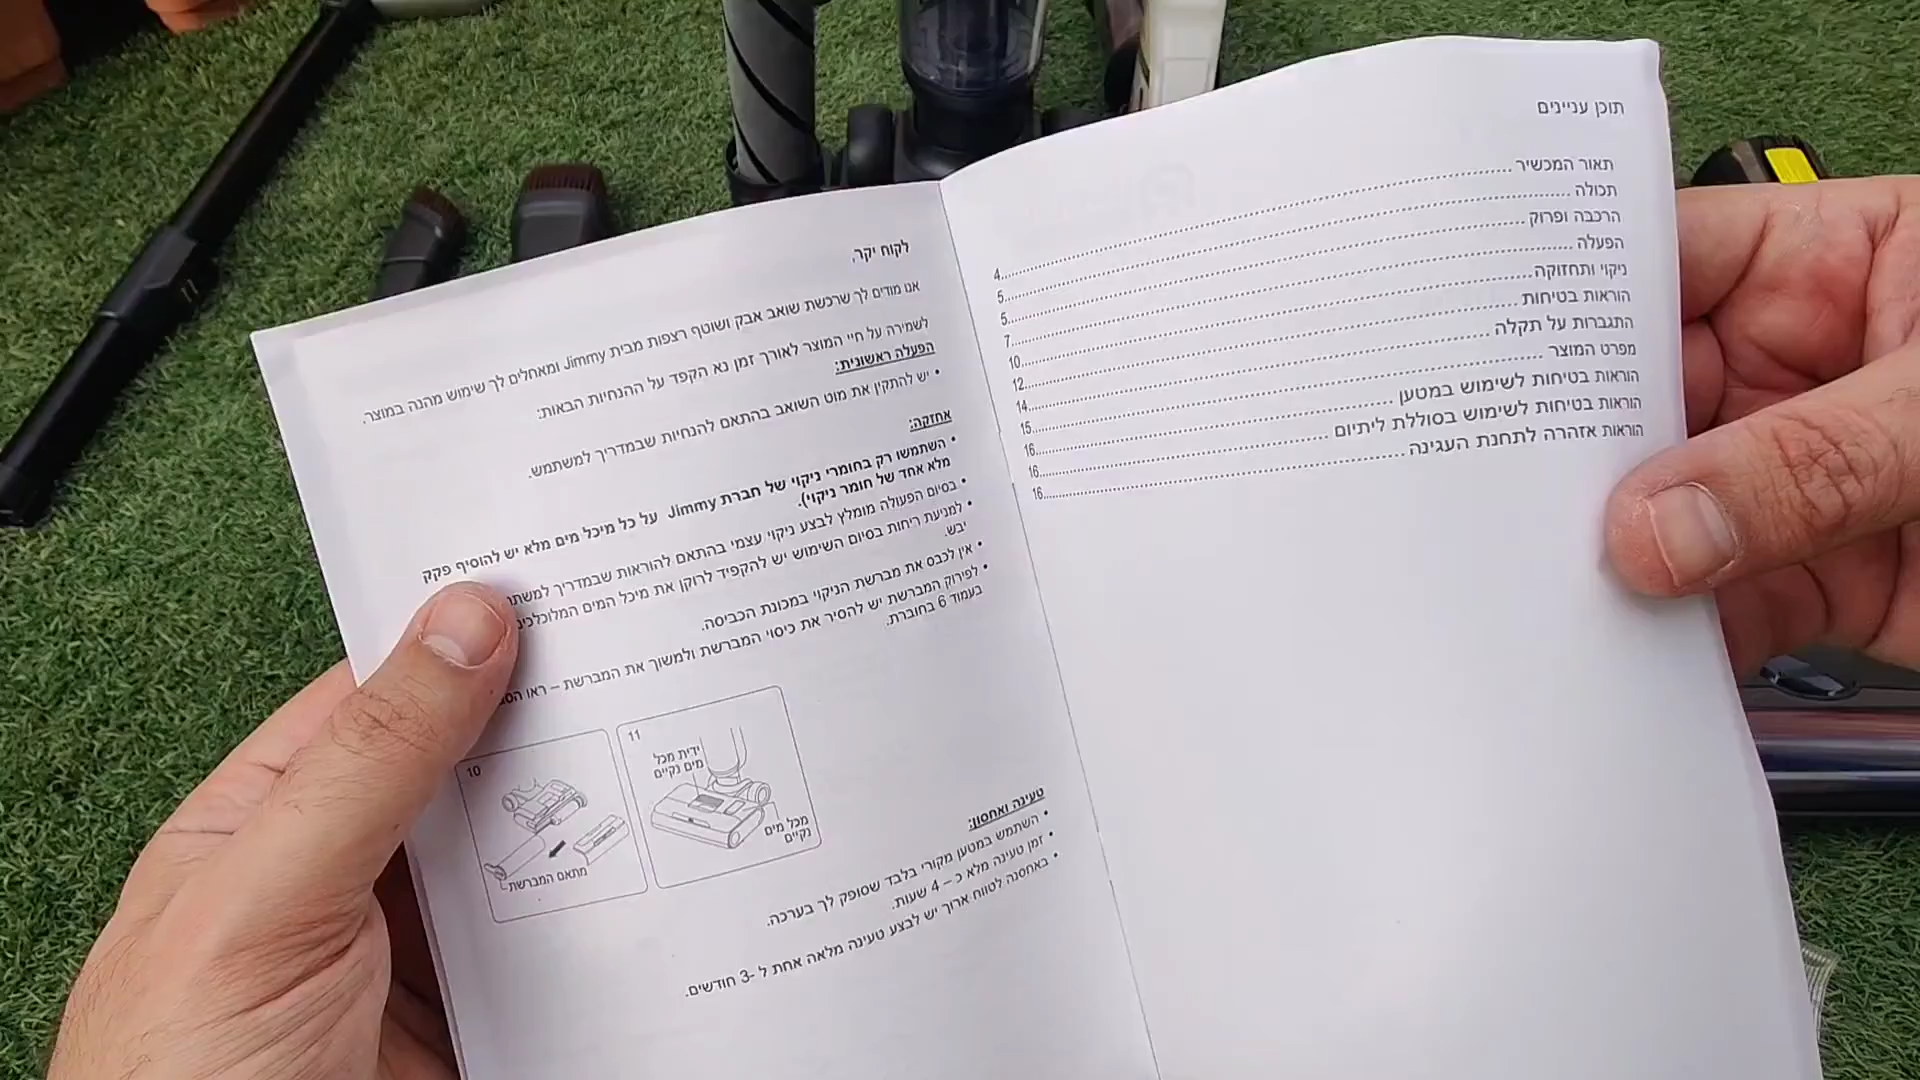 תוכן עניינים
תאור המכשיר ........ 4
תכולה ........ 5
הרכבה ופרוק ........ 5
הפעלה ........ 7
ניקוי ותחזוקה ........ 10
הוראות בטיחות ........ 12
התגברות על תקלה ........ 14
מפרט המוצר ........ 15
הוראות בטיחות לשימוש במטען ........ 16
הוראות בטיחות לשימוש בסוללת ליתיום ........ 16
הוראות אזהרה לתחנת העגינה ........ 16
לקוח יקר,
אנו מודים לך שרכשת שואב אבק ושוטף רצפות מבית Jimmy ומאחלים לך שימוש מהנה במוצר.
לשמירה על חיי המוצר לאורך זמן נא הקפד על ההנחיות הבאות:
הפעלה ראשונית:
• יש להתקין את מוט השואב בהתאם להנחיות שבמדריך למשתמש.
אחזקה:
• השתמשו רק בחומרי ניקוי של חברת Jimmy על כל מיכל מים מלא יש להוסיף פקק
מלא אחד של חומר ניקוי).
• בסיום הפעולה מומלץ לבצע ניקוי עצמי בהתאם להוראות שבמדריך
• למניעת ריחות בסיום השימוש יש להקפיד לרוקן את מיכל המים
יבש.
• אין לכבס את מברשת הניקוי במכונת הכביסה.
• לפירוק המברשת יש להסיר את כיסוי המברשת ולמשוך את המברשת – ראו
בעמוד 6 בחוברת.
11
ידית מכל
מים נקיים
מכל מים
נקיים
10
מתאם המברשת
טעינה ואחסון:
• השתמש במטען מקורי בלבד שסופק לך בערכה.
• זמן טעינה מלא כ – 4 שעות.
• באחסנה לטווח ארוך יש לבצע טעינה מלאה אחת ל -3 חודשים.